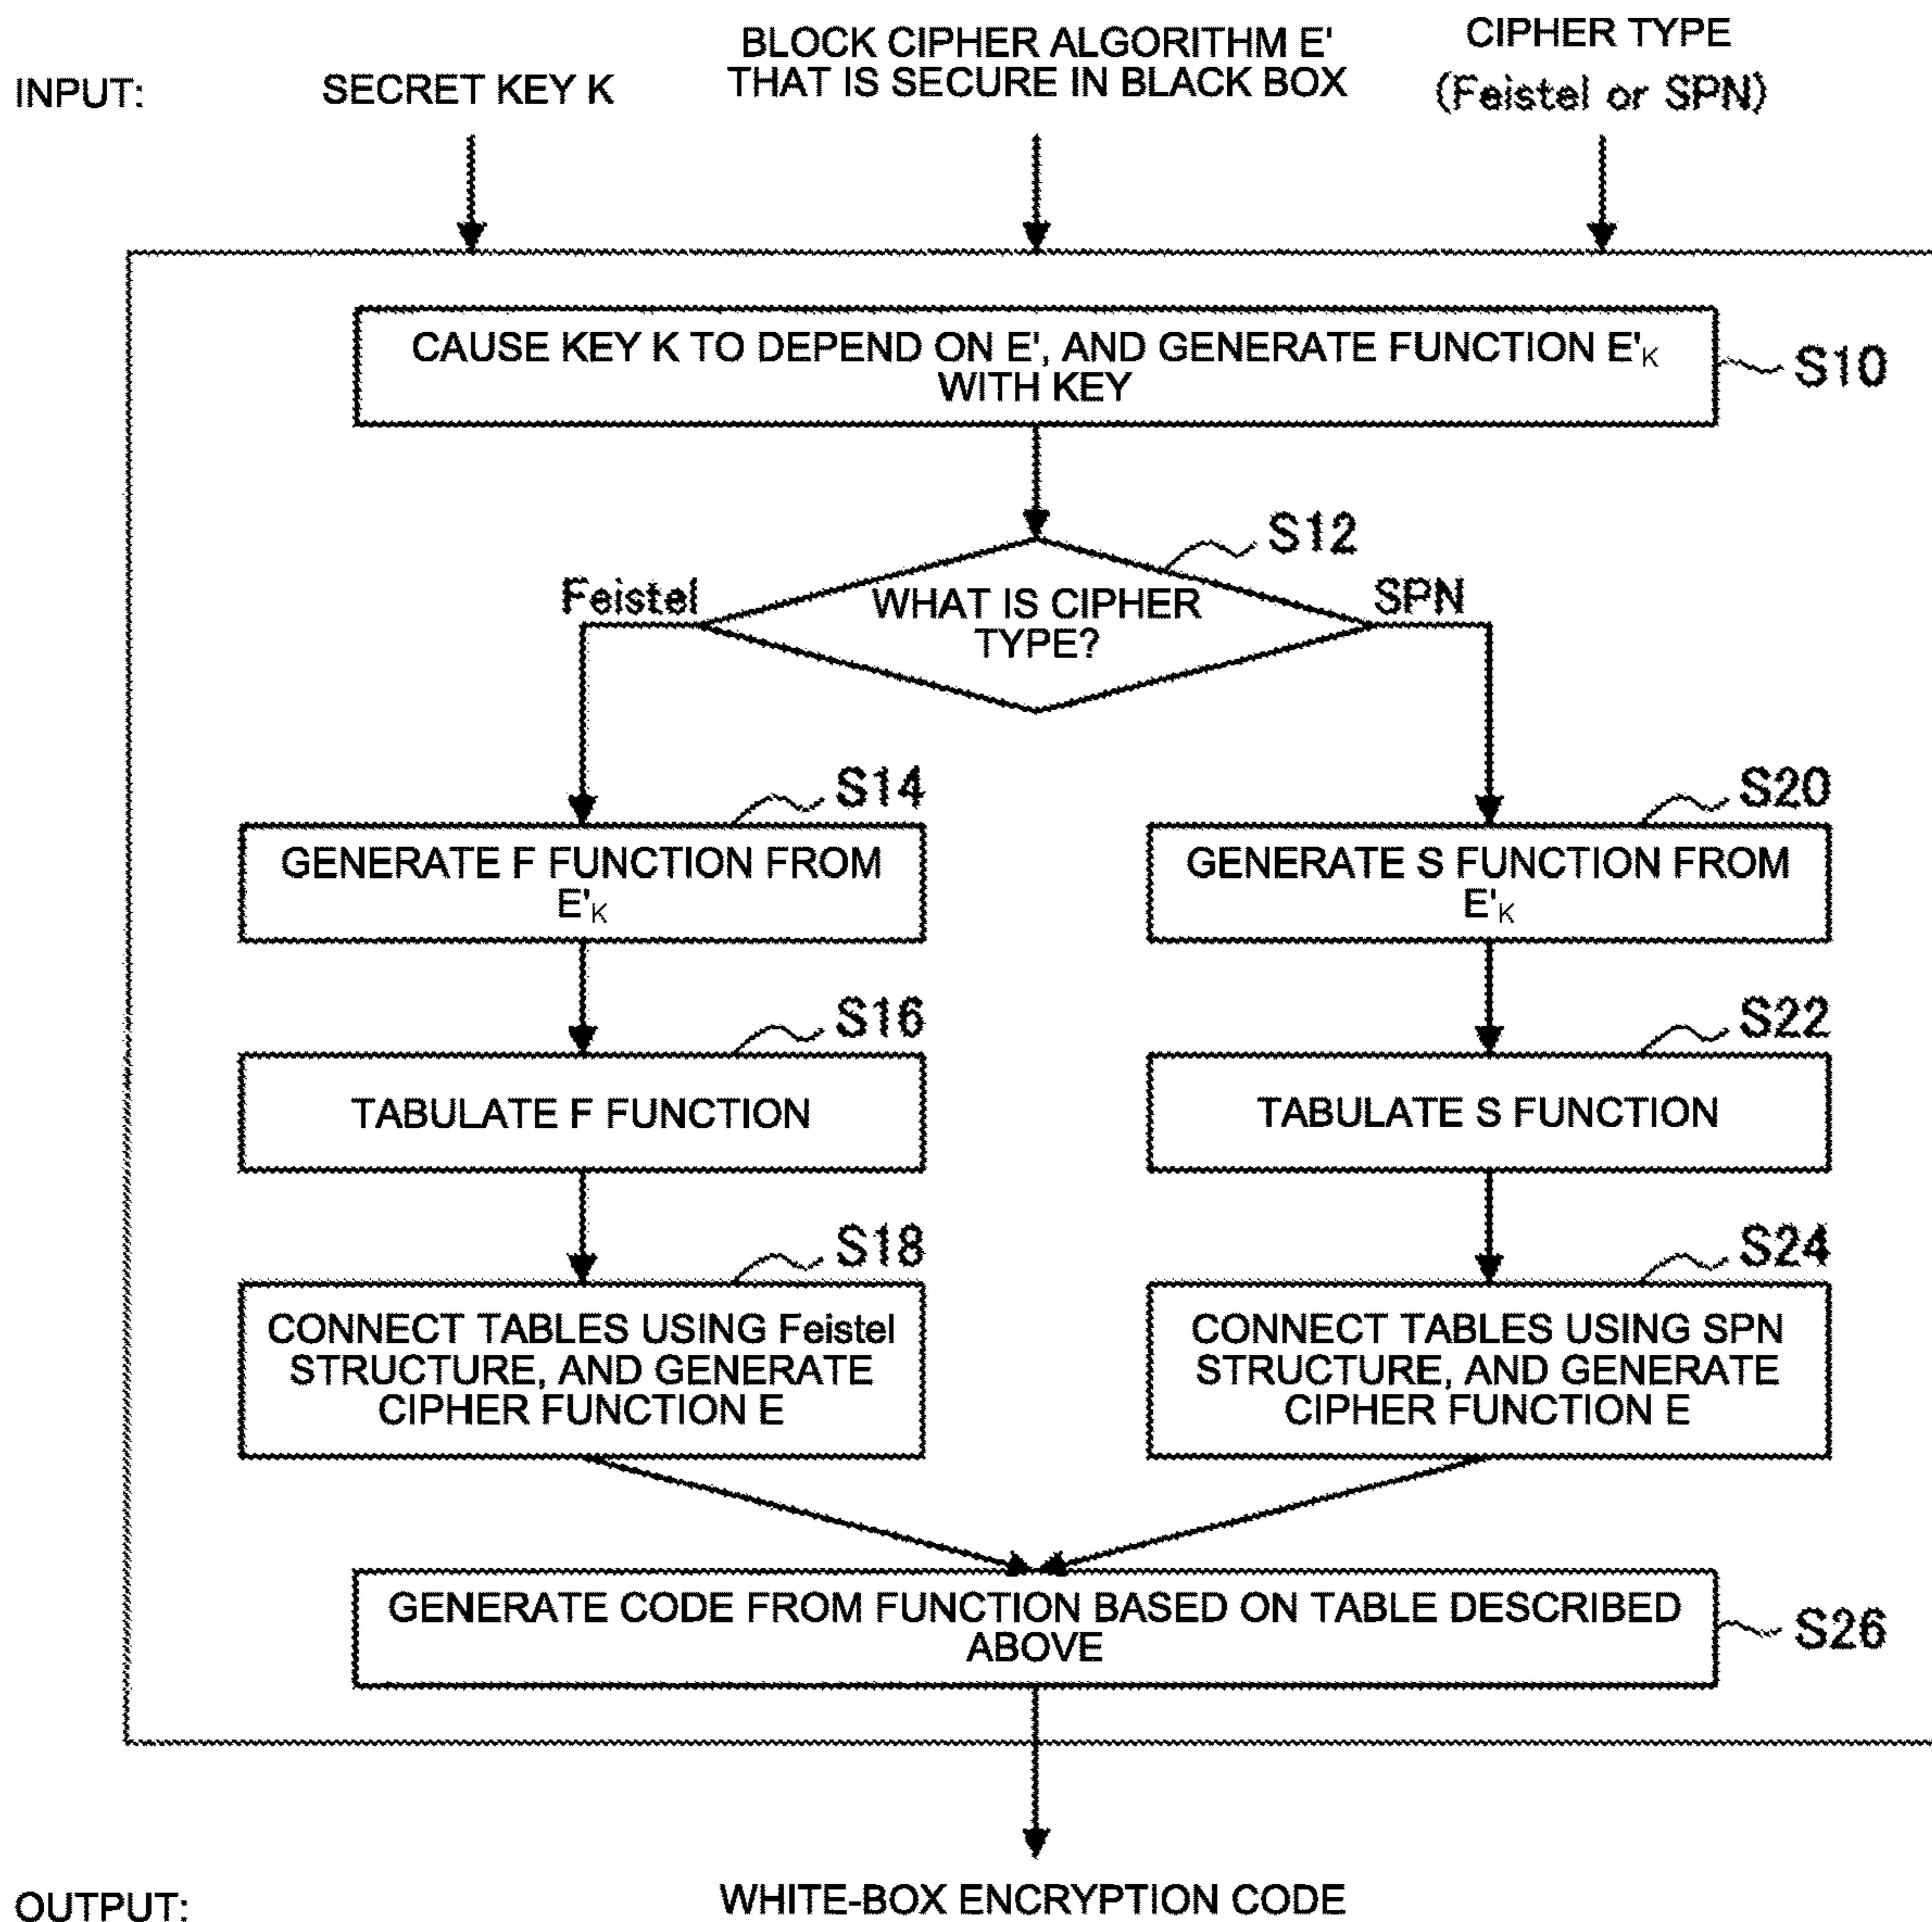 INPUT:
SECRET KEY K
BLOCK CIPHER ALGORITHM E'
THAT IS SECURE IN BLACK BOX
CIPHER TYPE
(Feistel or SPN)
CAUSE KEY K TO DEPEND ON E', AND GENERATE FUNCTION E'K
WITH KEY
S10
S12
Feistel
WHAT IS CIPHER
TYPE?
SPN
S14
GENERATE F FUNCTION FROM
E'K
S20
GENERATE S FUNCTION FROM
E'K
S16
TABULATE F FUNCTION
S22
TABULATE S FUNCTION
S18
CONNECT TABLES USING Feistel
STRUCTURE, AND GENERATE
CIPHER FUNCTION E
S24
CONNECT TABLES USING SPN
STRUCTURE, AND GENERATE
CIPHER FUNCTION E
GENERATE CODE FROM FUNCTION BASED ON TABLE DESCRIBED
ABOVE
S26
OUTPUT:
WHITE-BOX ENCRYPTION CODE